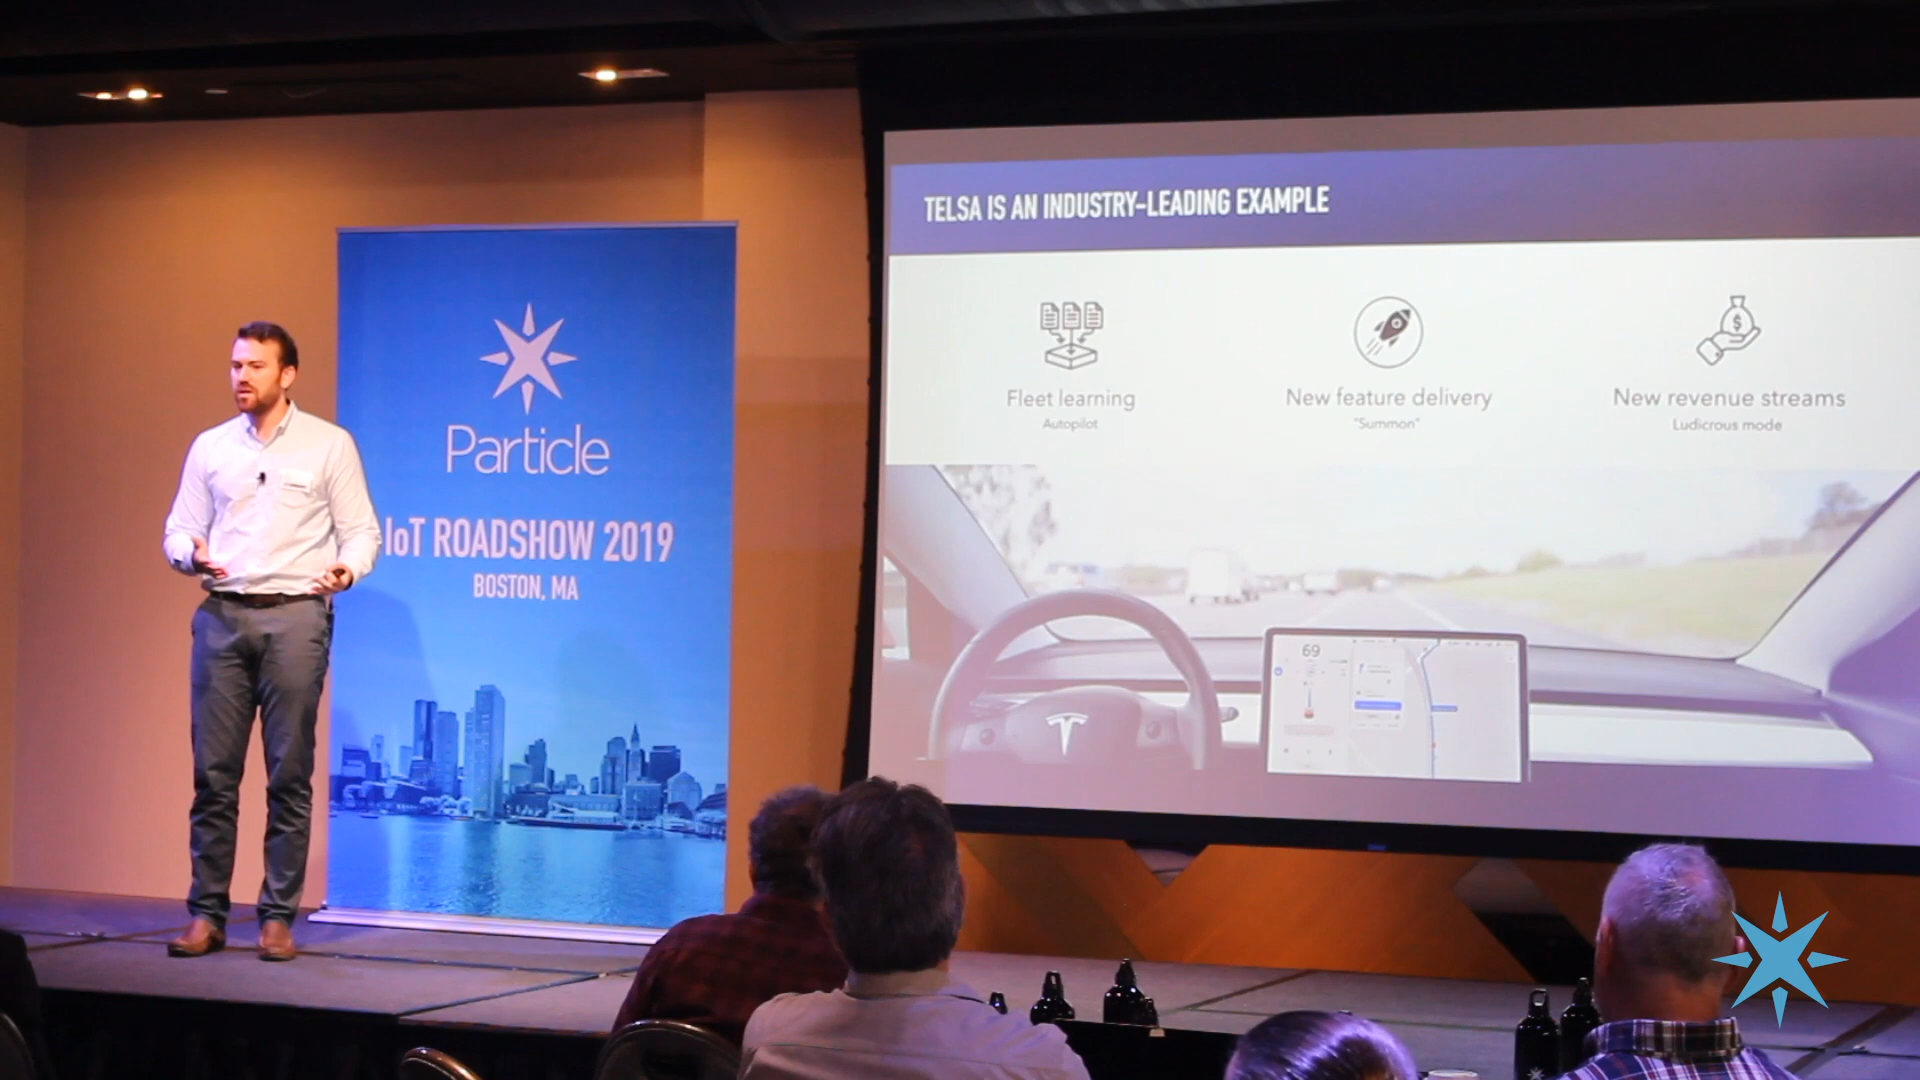 Particle
IoT ROADSHOW 2019
BOSTON, MA
TELSA IS AN INDUSTRY-LEADING EXAMPLE
Fleet learning
Autopilot
New feature delivery
"Summon"
New revenue streams
Ludicrous mode
69